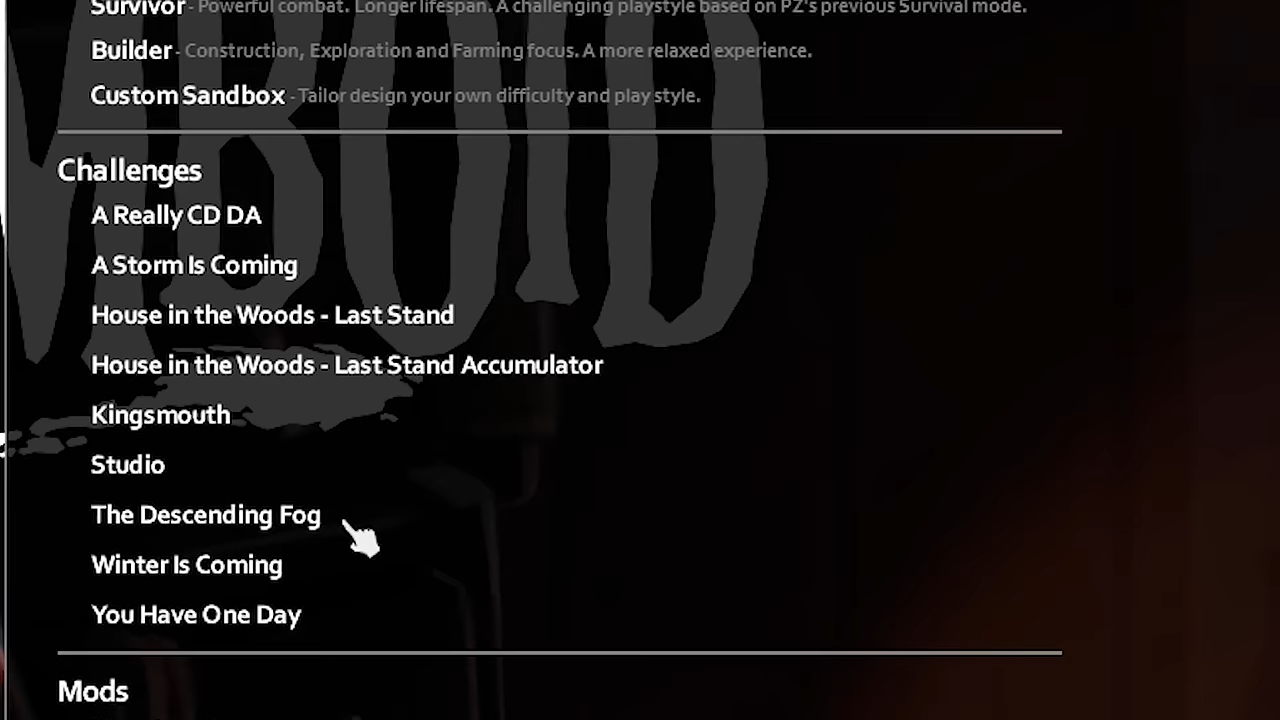 Survivor - Powerful combat. Longer lifespan. A challenging playstyle based on PZ's previous Survival mode.
Builder - Construction, Exploration and Farming focus. A more relaxed experience.
Custom Sandbox - Tailor design your own difficulty and play style.
Challenges
A Really CD DA
A Storm Is Coming
House in the Woods - Last Stand
House in the Woods - Last Stand Accumulator
Kingsmouth
Studio
The Descending Fog
Winter Is Coming
You Have One Day
Mods